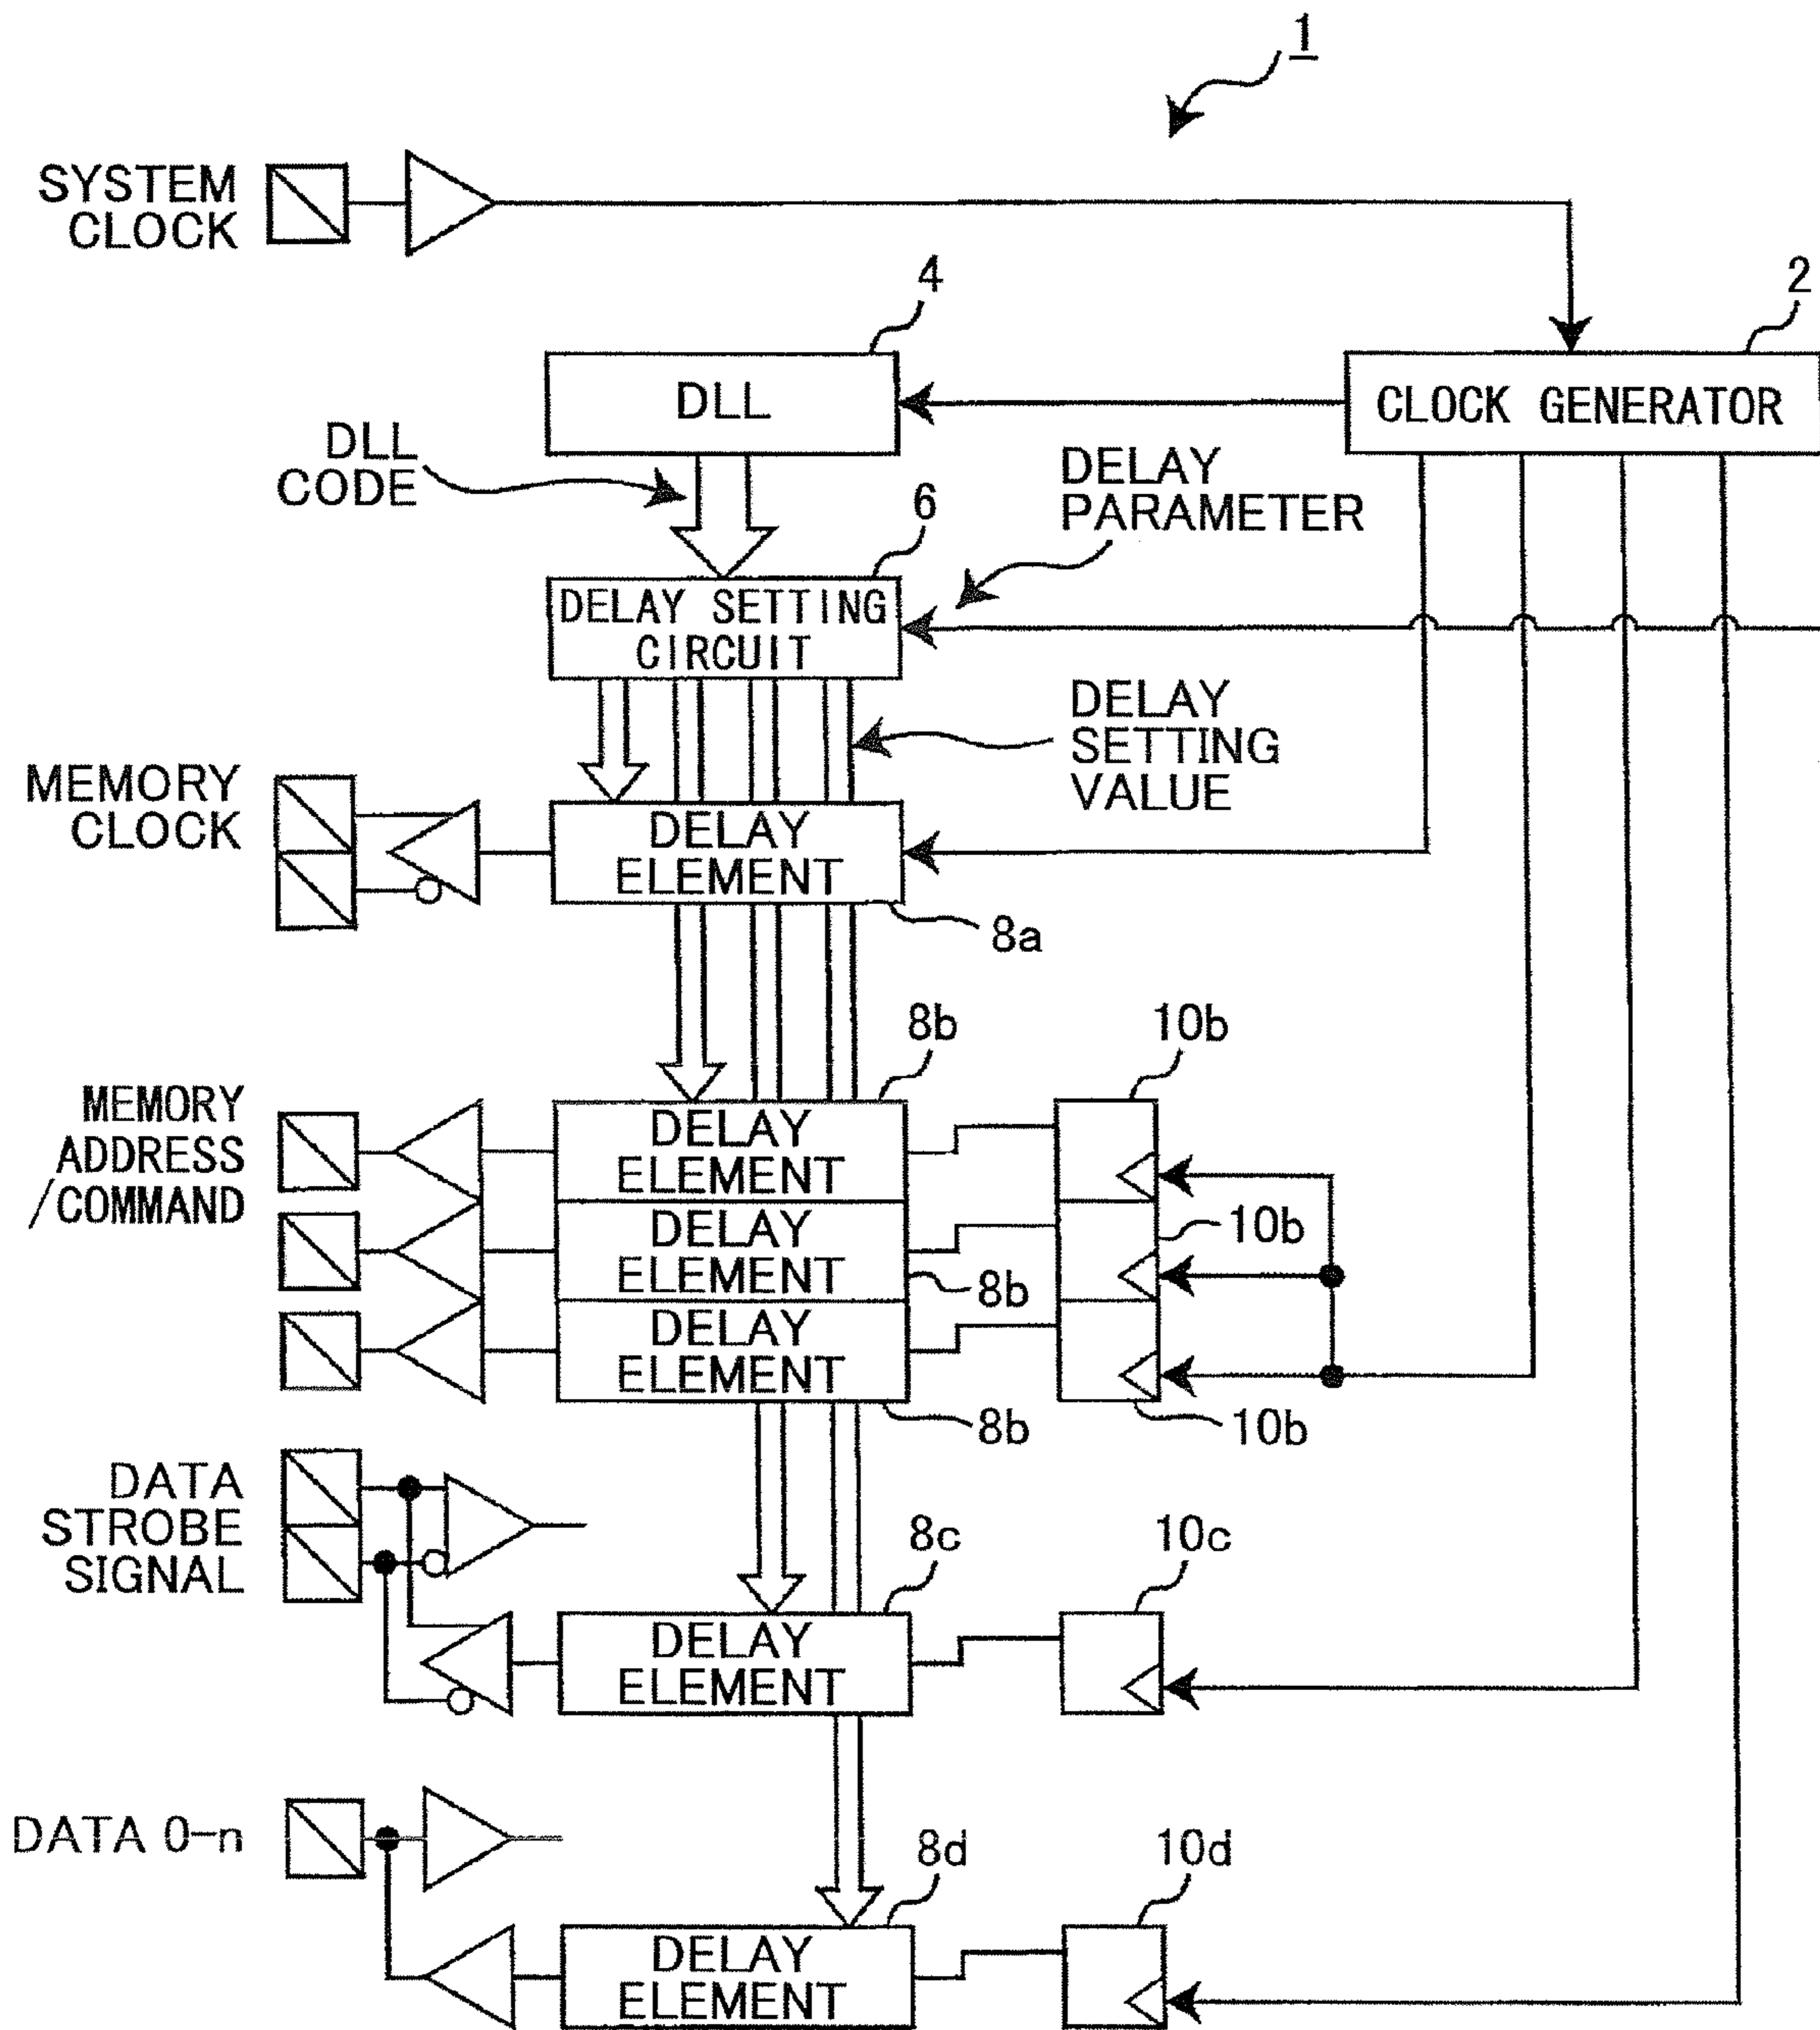 1
SYSTEM
CLOCK
4
2
DLL
CLOCK GENERATOR
DLL
CODE
DELAY
PARAMETER
6
DELAY SETTING
CIRCUIT
DELAY
SETTING
VALUE
MEMORY
CLOCK
DELAY
ELEMENT
8a
8b
10b
MEMORY
ADDRESS
/COMMAND
DELAY
ELEMENT
DELAY
ELEMENT
8b
10b
DELAY
ELEMENT
8b
10b
DATA
STROBE
SIGNAL
8c
10c
DELAY
ELEMENT
DATA 0-n
8d
10d
DELAY
ELEMENT